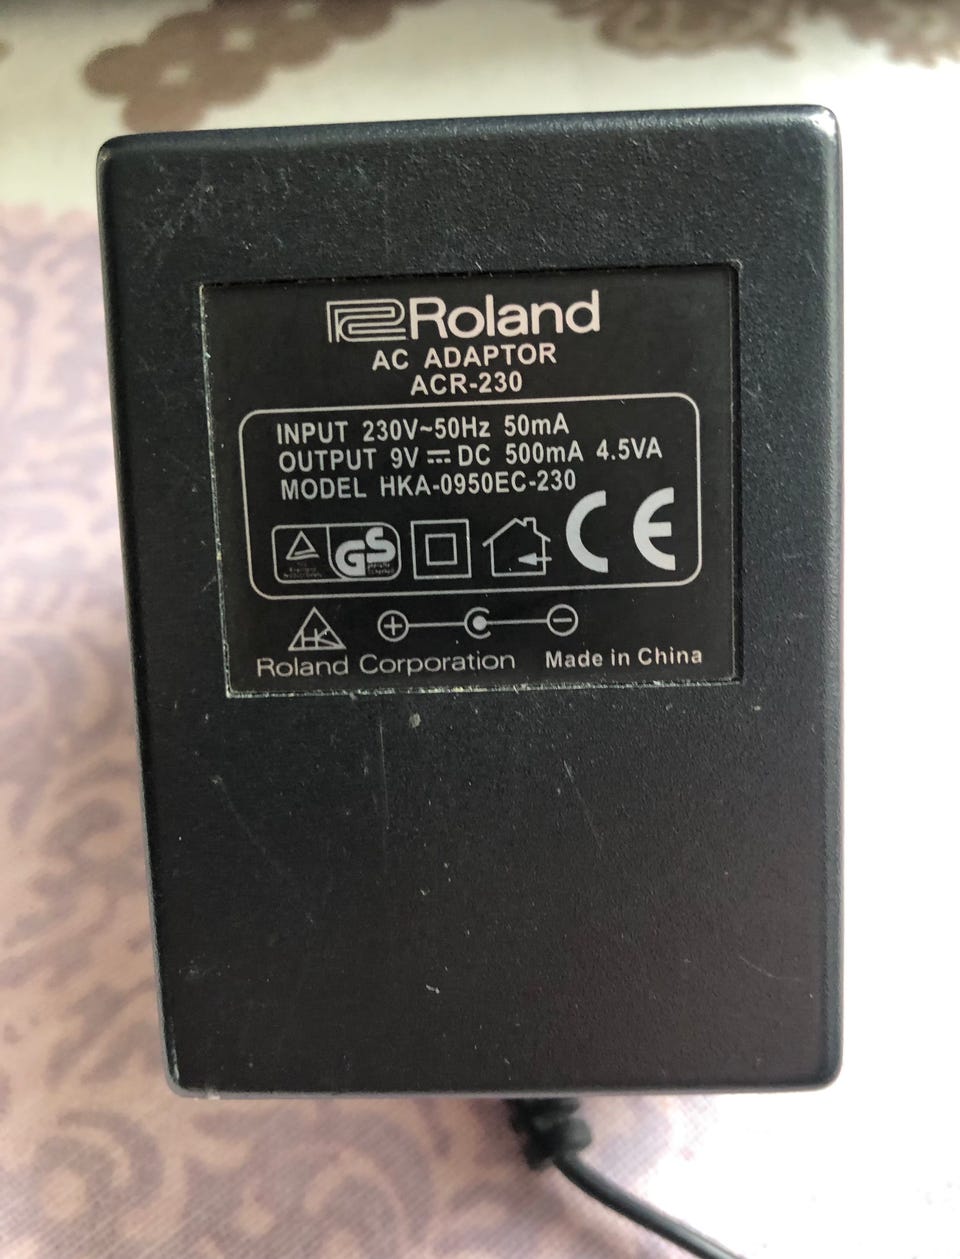 Roland
AC ADAPTOR
ACR-230
INPUT 230V~50Hz 50mA
OUTPUT 9V⎓DC 500mA 4.5VA
MODEL HKA-0950EC-230
GS
CE
HK
Roland Corporation Made in China